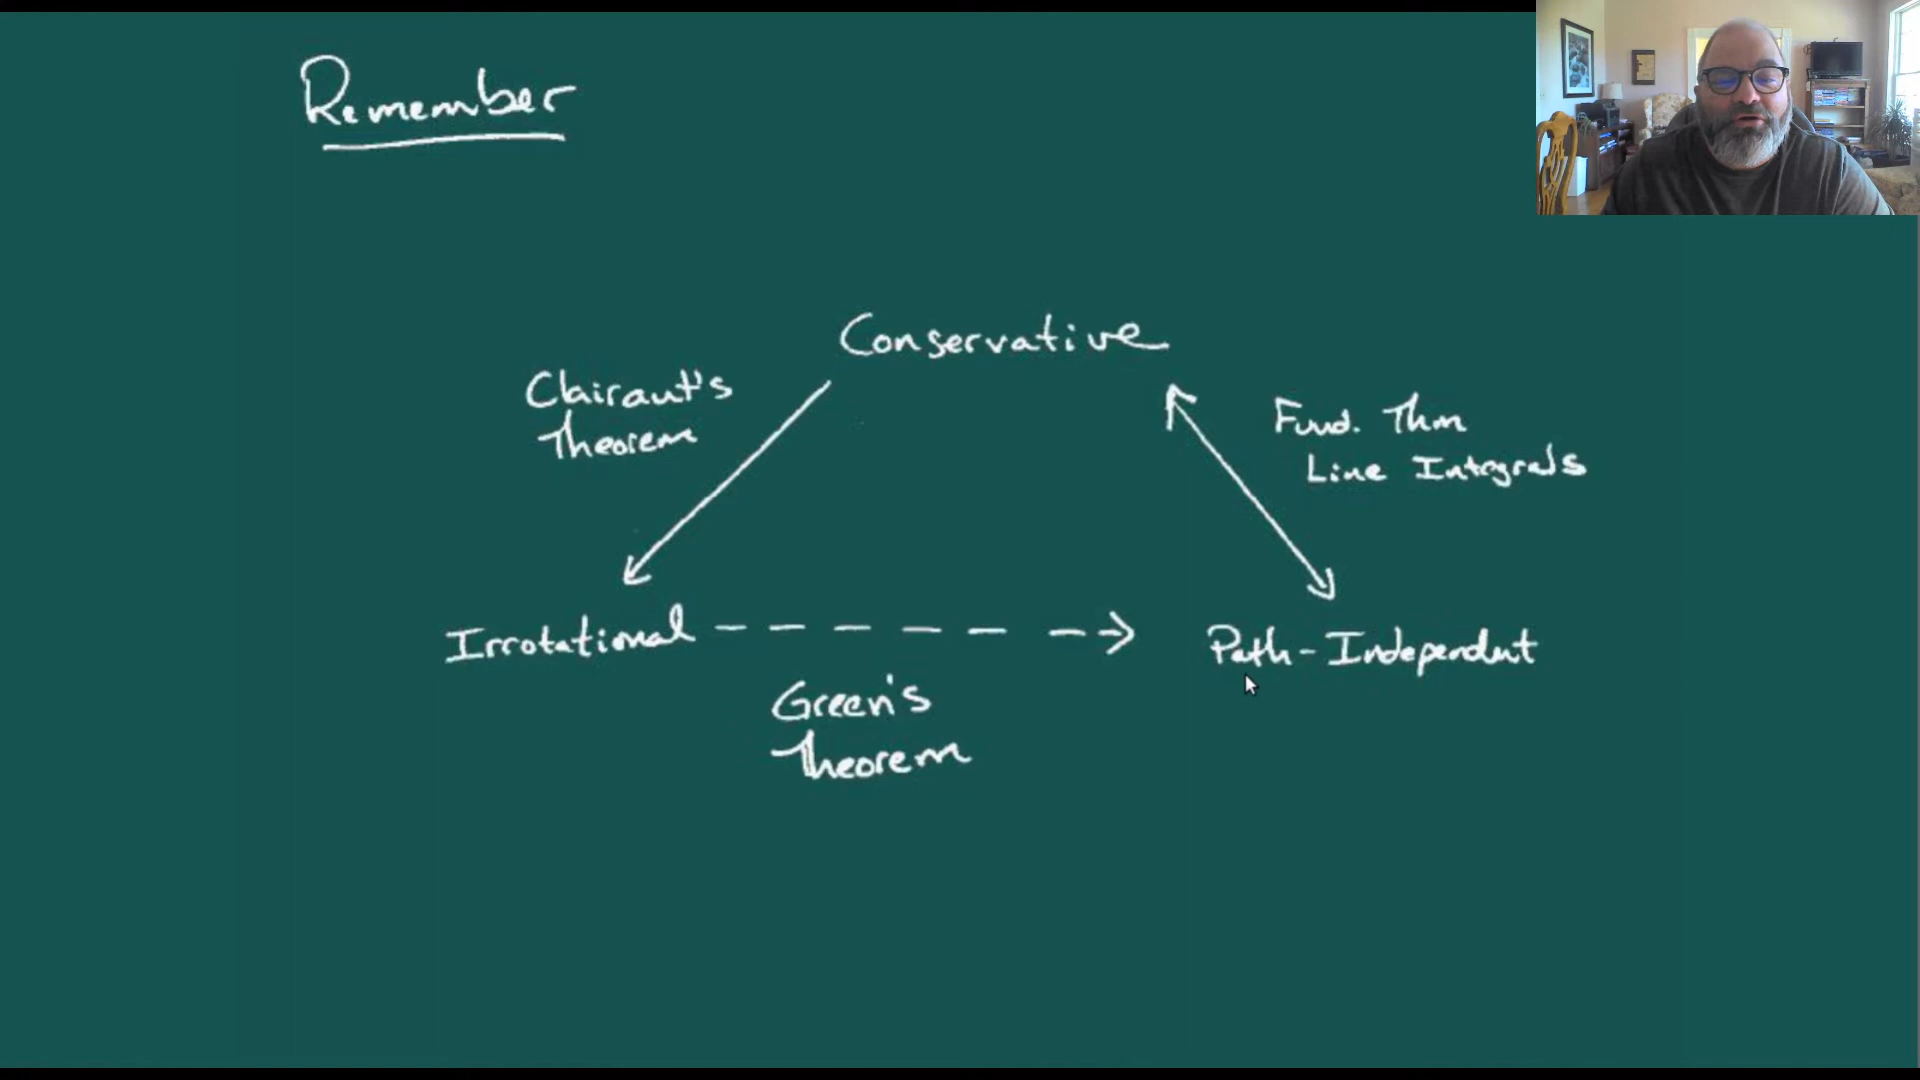 Remember
Conservative
Clairaut's
Theorem
Fund. Thm
Line Integrals
Irrotational
Path-Independent
Green's
Theorem